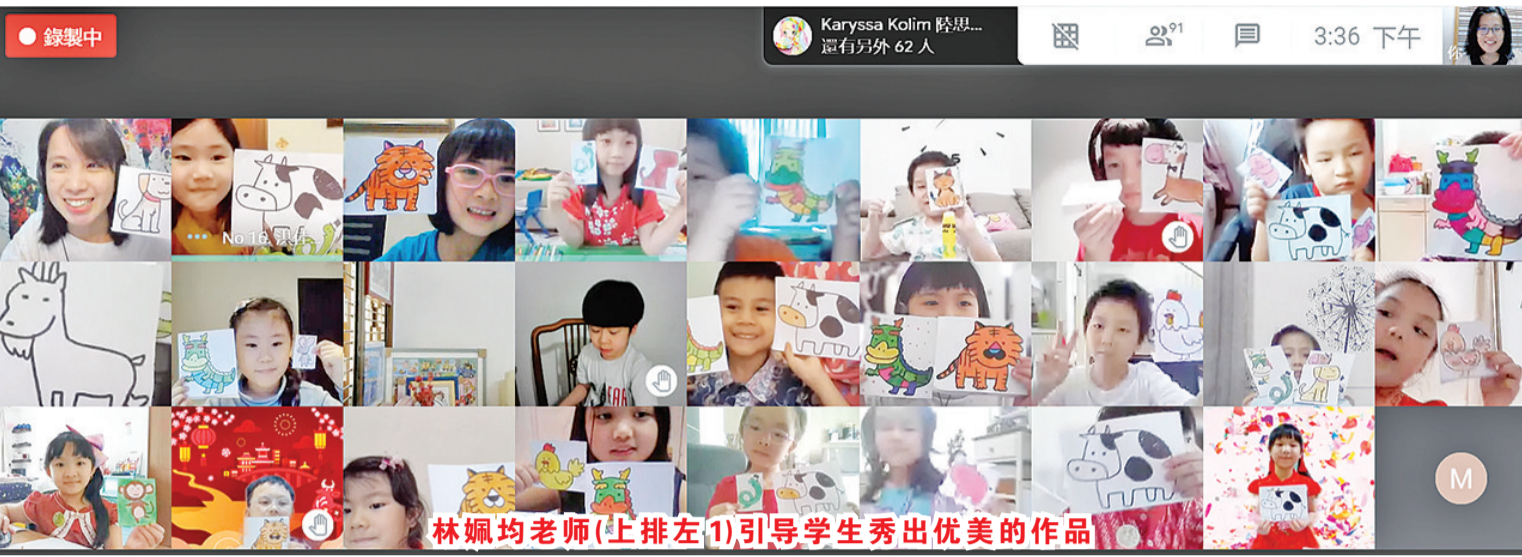 錄製中
Karyssa Kolim 陸思...
還有另外 62 人
91
3:36 下午
你
5
No 16
M
林姵均老师(上排左1)引导学生秀出优美的作品